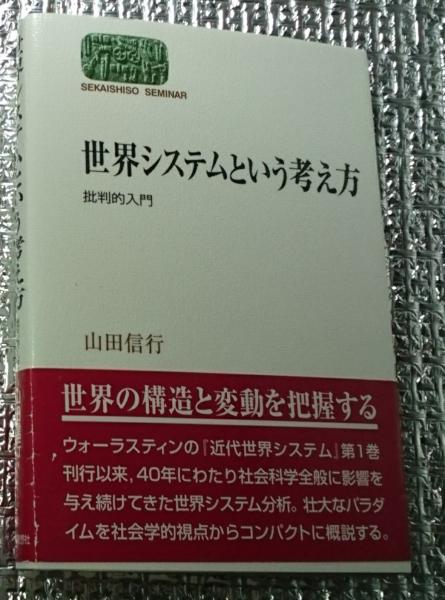 SEKAISHISO SEMINAR
世界システムという考え方
批判的入門
山田信行
世界の構造と変動を把握する
ウォーラスティンの『近代世界システム』第1巻
刊行以来，40年にわたり社会科学全般に影響を
与え続けてきた世界システム分析。壮大なパラダ
イムを社会学的視点からコンパクトに概説する。